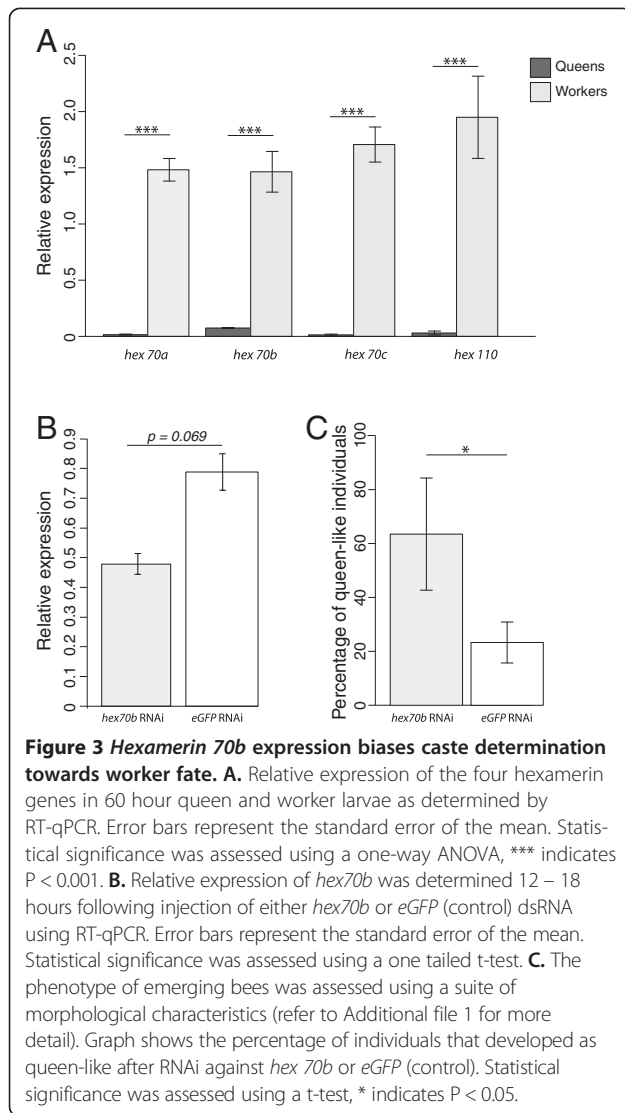 A
Relative expression
2.5
2.0
1.5
1.0
0.5
0
***
***
***
***
Queens
Workers
hex 70a
hex 70b
hex 70c
hex 110
B
Relative expression
0.9
0.8
0.7
0.6
0.5
0.4
0.3
0.2
0.1
0
p = 0.069
hex70b RNAi
eGFP RNAi
C
Percentage of queen-like individuals
100
80
60
40
20
0
*
hex70b RNAi
eGFP RNAi
Figure 3 Hexamerin 70b expression biases caste determination
towards worker fate. A. Relative expression of the four hexamerin
genes in 60 hour queen and worker larvae as determined by
RT-qPCR. Error bars represent the standard error of the mean. Statis-
tical significance was assessed using a one-way ANOVA, *** indicates
P < 0.001. B. Relative expression of hex70b was determined 12 – 18
hours following injection of either hex70b or eGFP (control) dsRNA
using RT-qPCR. Error bars represent the standard error of the mean.
Statistical significance was assessed using a one tailed t-test. C. The
phenotype of emerging bees was assessed using a suite of
morphological characteristics (refer to Additional file 1 for more
detail). Graph shows the percentage of individuals that developed as
queen-like after RNAi against hex 70b or eGFP (control). Statistical
significance was assessed using a t-test, * indicates P < 0.05.